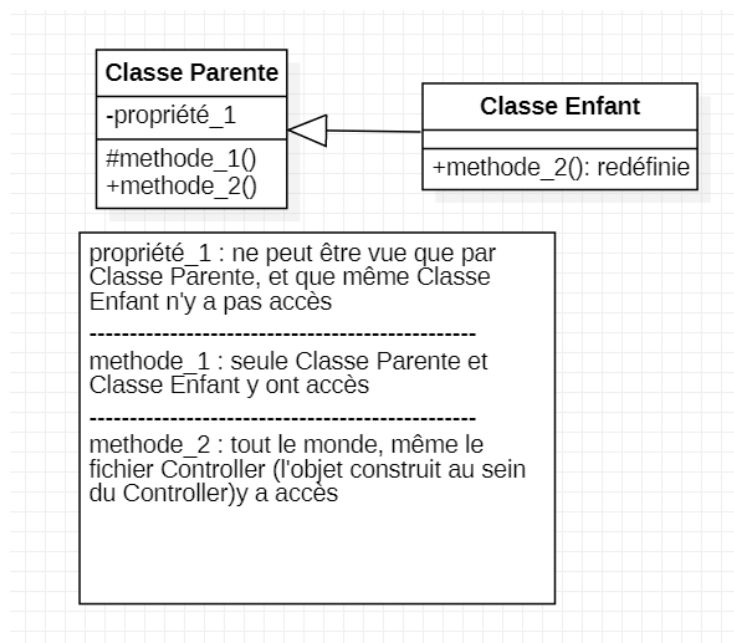 Classe Parente
-propriété_1
#methode_1()
+methode_2()
Classe Enfant
+methode_2(): redéfinie
propriété_1 : ne peut être vue que par
Classe Parente, et que même Classe
Enfant n'y a pas accès
------------------------------------------------
methode_1 : seule Classe Parente et
Classe Enfant y ont accès
------------------------------------------------
methode_2 : tout le monde, même le
fichier Controller (l'objet construit au sein
du Controller)y a accès